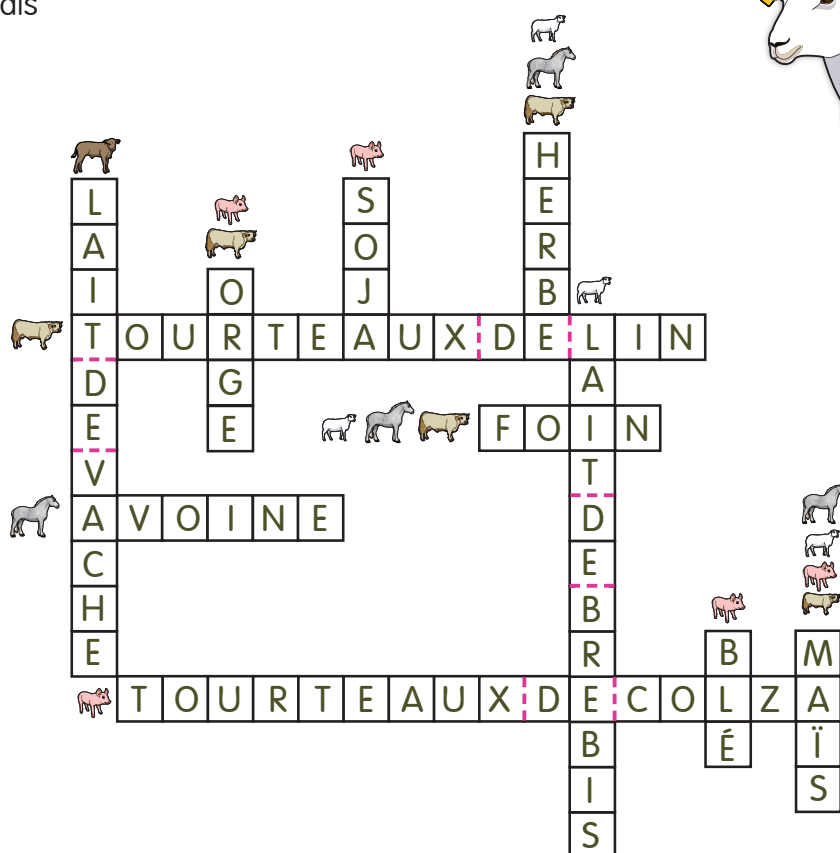 dis
HERBE
LAIT DE VACHE
SOJA
ORGE
TOURTEAUX DE LIN
LAIT DE BREBIS
FOIN
AVOINE
BLÉ
MAÏS
TOURTEAUX DE COLZA